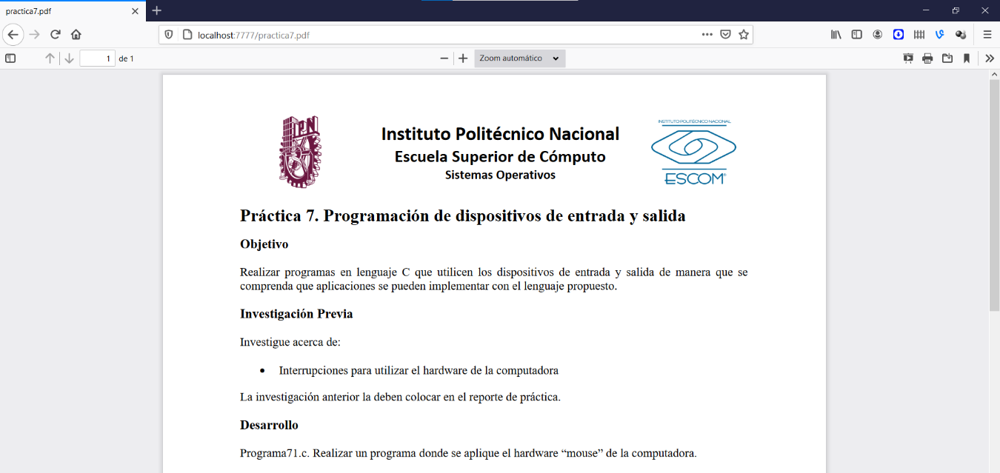 practica7.pdf
localhost:7777/practica7.pdf
1 de 1
Zoom automático
IPN
INSTITUTO POLITÉCNICO NACIONAL
ESCOM
Instituto Politécnico Nacional
Escuela Superior de Cómputo
Sistemas Operativos
Práctica 7. Programación de dispositivos de entrada y salida
Objetivo
Realizar programas en lenguaje C que utilicen los dispositivos de entrada y salida de manera que se
comprenda que aplicaciones se pueden implementar con el lenguaje propuesto.
Investigación Previa
Investigue acerca de:
• Interrupciones para utilizar el hardware de la computadora
La investigación anterior la deben colocar en el reporte de práctica.
Desarrollo
Programa71.c. Realizar un programa donde se aplique el hardware “mouse” de la computadora.